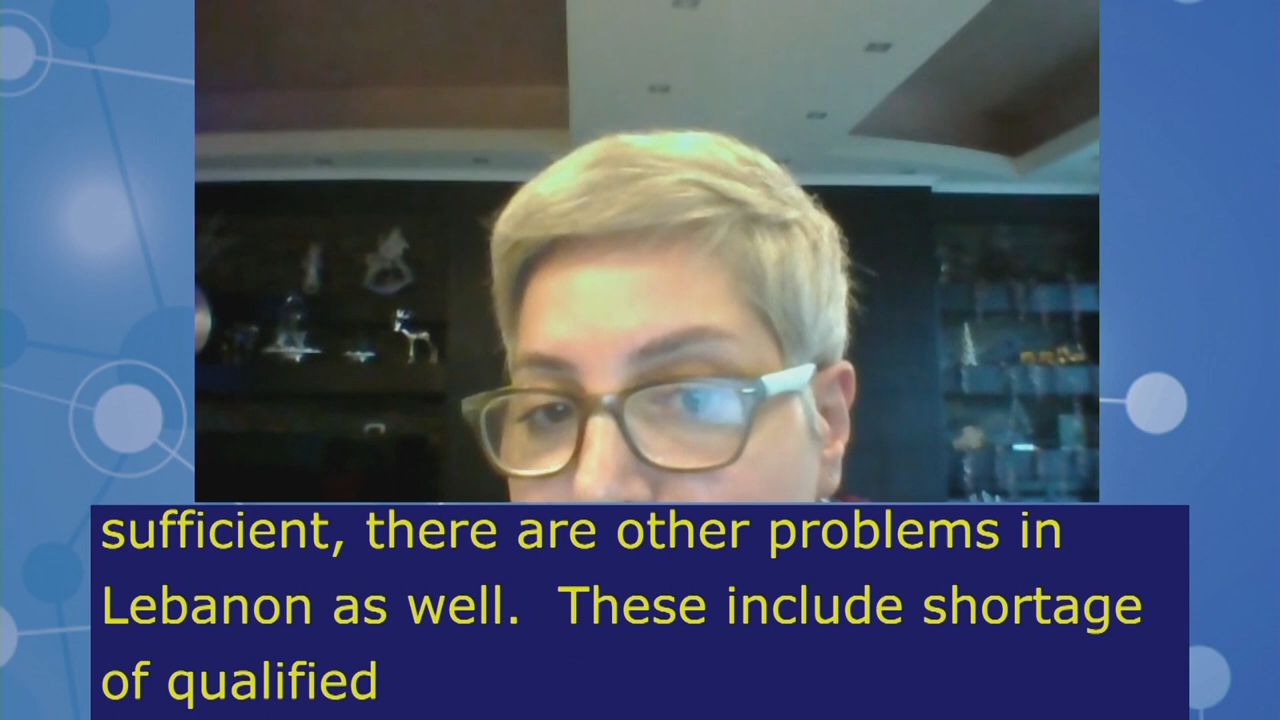 sufficient, there are other problems in
Lebanon as well.  These include shortage
of qualified